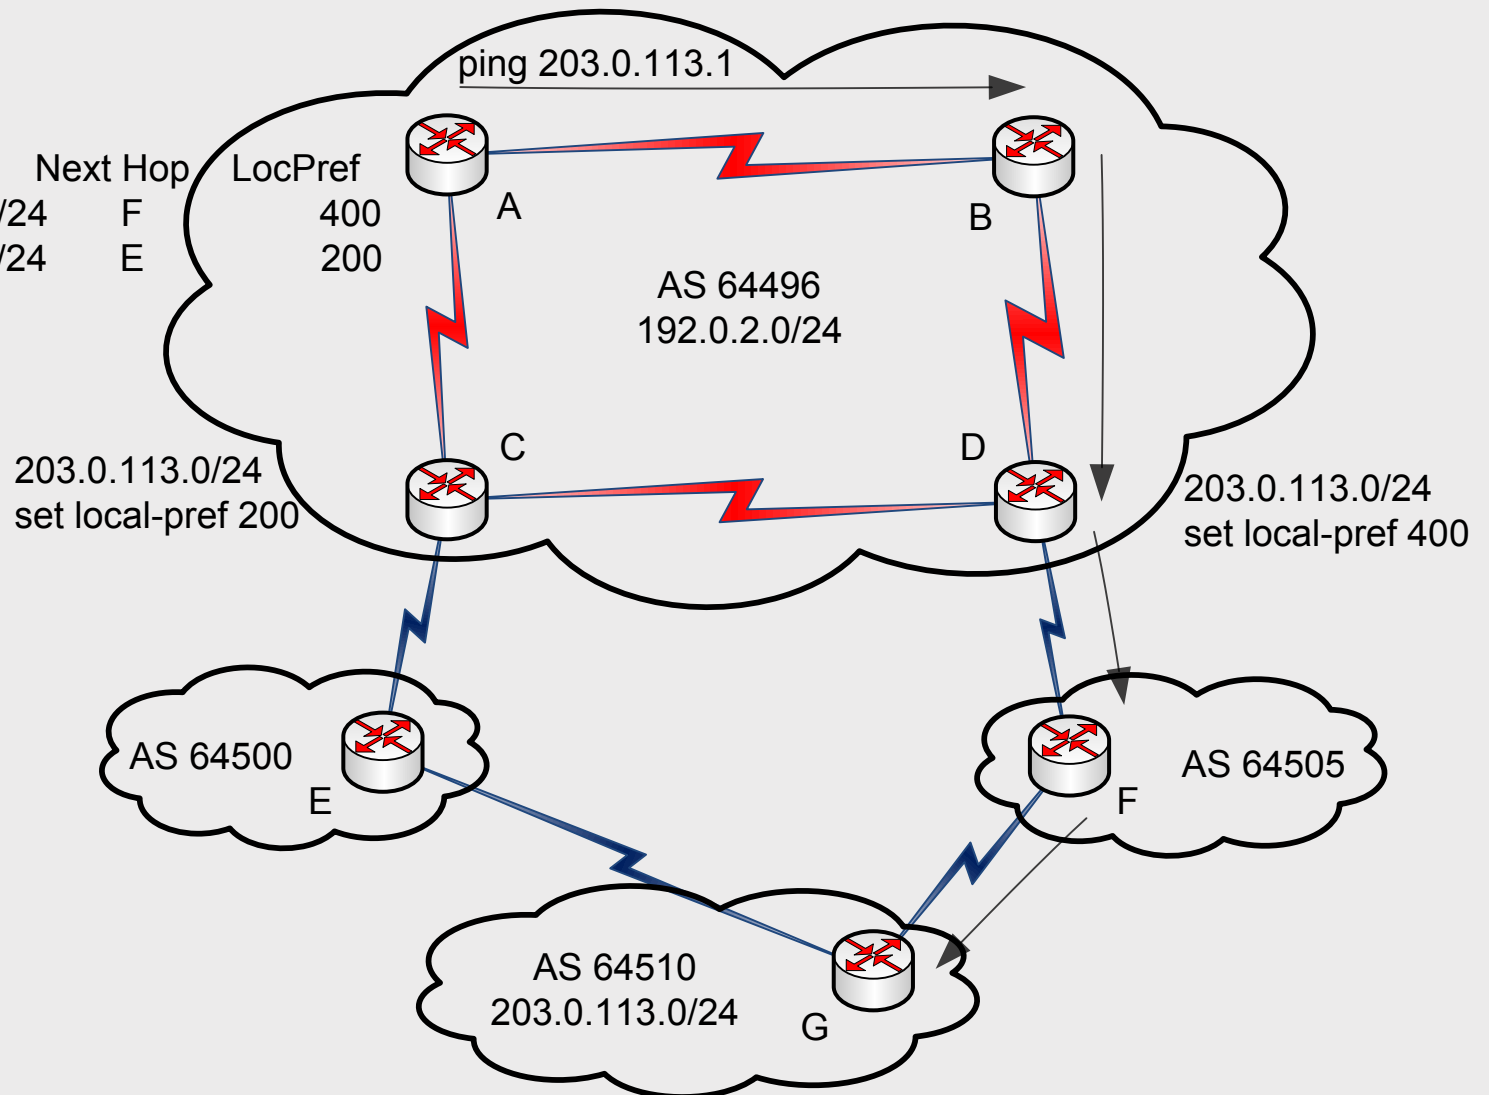 ping 203.0.113.1
Next Hop LocPref
/24 F 400
/24 E 200
A
B
AS 64496
192.0.2.0/24
C
D
203.0.113.0/24
set local-pref 200
203.0.113.0/24
set local-pref 400
AS 64500
E
AS 64505
F
AS 64510
203.0.113.0/24
G